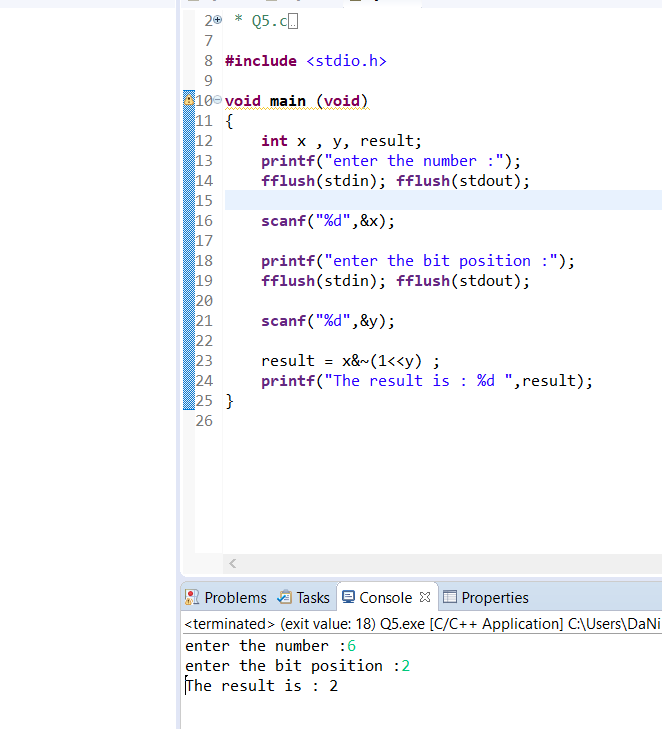 2 * Q5.c..
7
8 #include <stdio.h>
9
10 void main (void)
11 {
12     int x , y, result;
13     printf("enter the number :");
14     fflush(stdin); fflush(stdout);
15
16     scanf("%d",&x);
17
18     printf("enter the bit position :");
19     fflush(stdin); fflush(stdout);
20
21     scanf("%d",&y);
22
23     result = x&~(1<<y) ;
24     printf("The result is : %d ",result);
25 }
26
Problems Tasks Console Properties
<terminated> (exit value: 18) Q5.exe [C/C++ Application] C:\Users\DaNi
enter the number :6
enter the bit position :2
The result is : 2